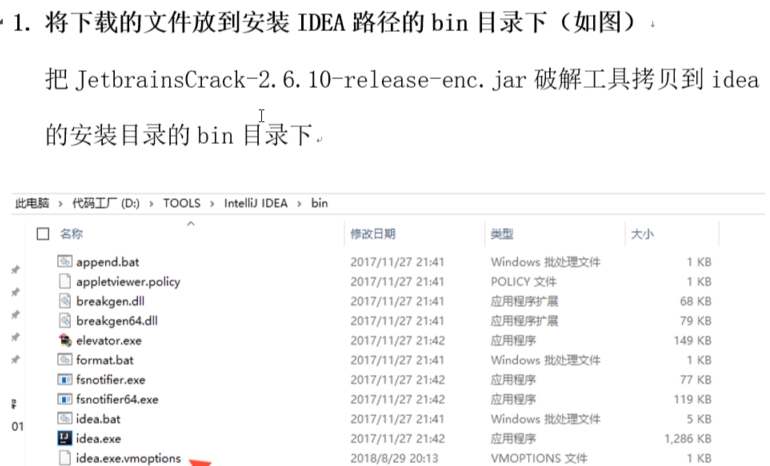 1. 将下载的文件放到安装 IDEA 路径的 bin 目录下（如图）
把 JetbrainsCrack-2.6.10-release-enc.jar 破解工具拷贝到 idea
的安装目录的 bin 目录下
此电脑 > 代码工厂 (D:) > TOOLS > IntelliJ IDEA > bin
名称 修改日期 类型 大小
append.bat 2017/11/27 21:41 Windows 批处理文件 1 KB
appletviewer.policy 2017/11/27 21:41 POLICY 文件 1 KB
breakgen.dll 2017/11/27 21:41 应用程序扩展 68 KB
breakgen64.dll 2017/11/27 21:41 应用程序扩展 79 KB
elevator.exe 2017/11/27 21:42 应用程序 149 KB
format.bat 2017/11/27 21:41 Windows 批处理文件 1 KB
fsnotifier.exe 2017/11/27 21:42 应用程序 77 KB
fsnotifier64.exe 2017/11/27 21:42 应用程序 119 KB
idea.bat 2017/11/27 21:41 Windows 批处理文件 5 KB
01
idea.exe 2017/11/27 21:42 应用程序 1,286 KB
idea.exe.vmoptions 2018/8/29 20:13 VMOPTIONS 文件 1 KB